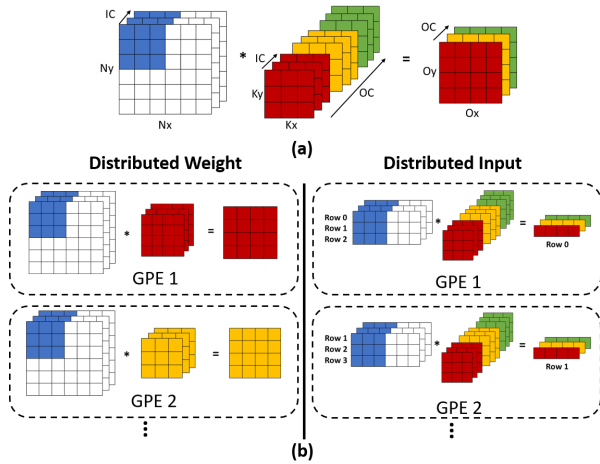 IC
Ny
Nx
*
IC
Ky
Kx
OC
=
OC
Oy
Ox
(a)
Distributed Weight
* =
GPE 1
* =
GPE 2
Distributed Input
Row 0
Row 1
Row 2
* =
Row 0
GPE 1
Row 1
Row 2
Row 3
* =
Row 1
GPE 2
(b)